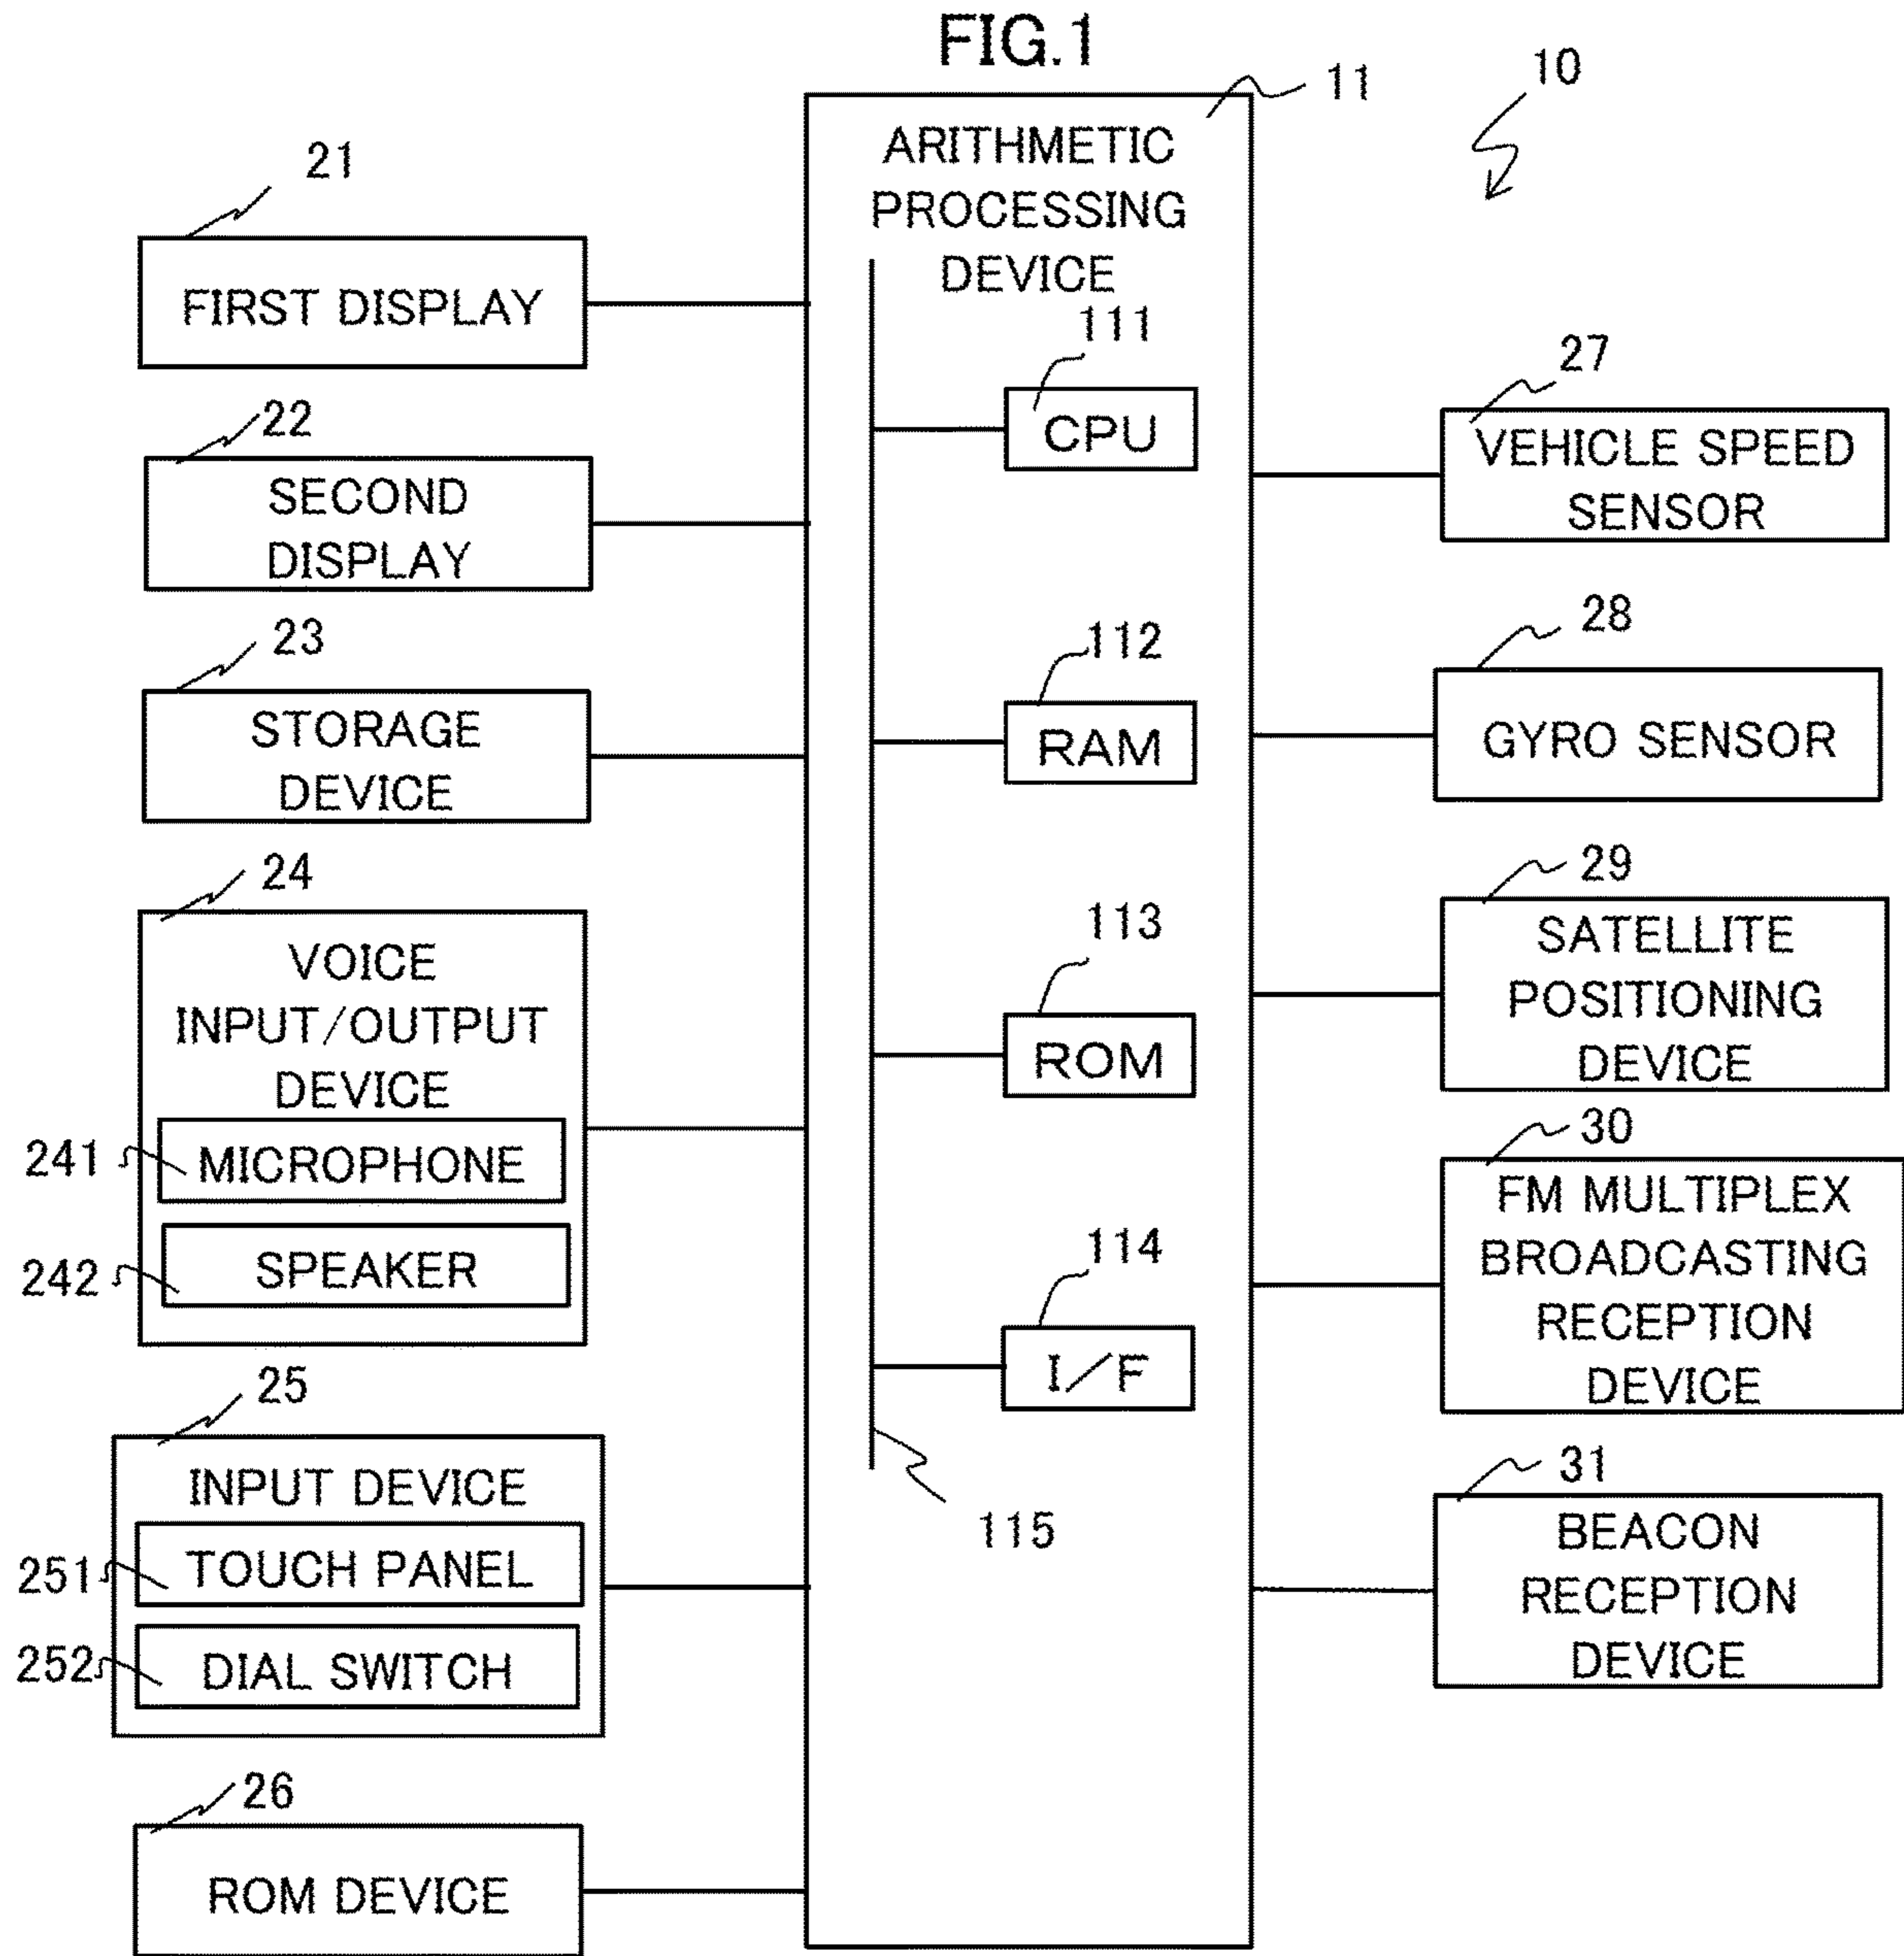 FIG.1
10
11
ARITHMETIC
PROCESSING
DEVICE
111
CPU
112
RAM
113
ROM
114
I/F
115
21
FIRST DISPLAY
22
SECOND
DISPLAY
23
STORAGE
DEVICE
24
VOICE
INPUT/OUTPUT
DEVICE
241
MICROPHONE
242
SPEAKER
25
INPUT DEVICE
251
TOUCH PANEL
252
DIAL SWITCH
26
ROM DEVICE
27
VEHICLE SPEED
SENSOR
28
GYRO SENSOR
29
SATELLITE
POSITIONING
DEVICE
30
FM MULTIPLEX
BROADCASTING
RECEPTION
DEVICE
31
BEACON
RECEPTION
DEVICE